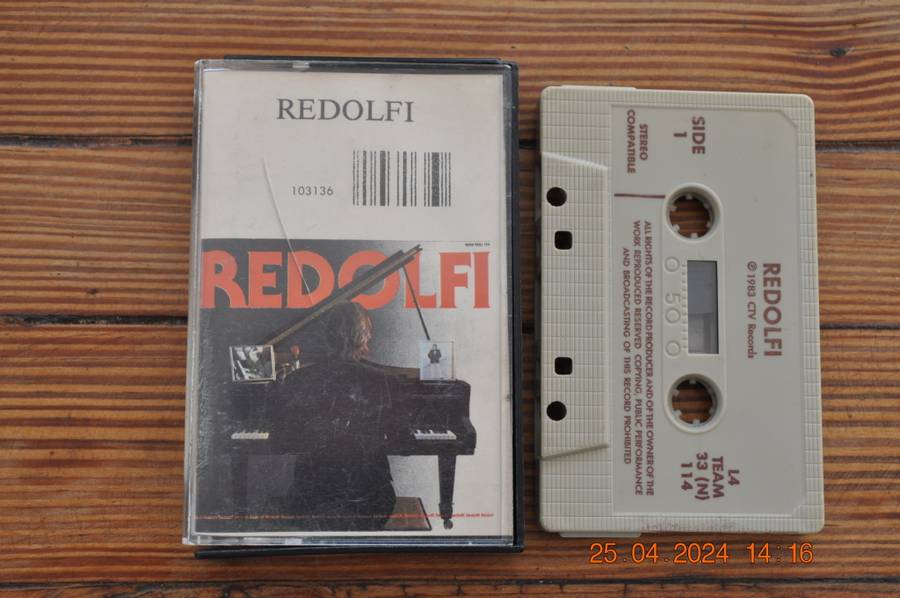 REDOLFI
103136
REDOLFI
SIDE
1
STEREO
COMPATIBLE
ALL RIGHTS OF THE RECORD PRODUCER AND OF THE OWNER OF THE
WORK REPRODUCED RESERVED COPYING, PUBLIC PERFORMANCE
AND BROADCASTING OF THIS RECORD PROHIBITED
50
REDOLFI
℗ 1983 CTV Records
L4
TEAM
33 (N)
114
25.04.2024 14:16